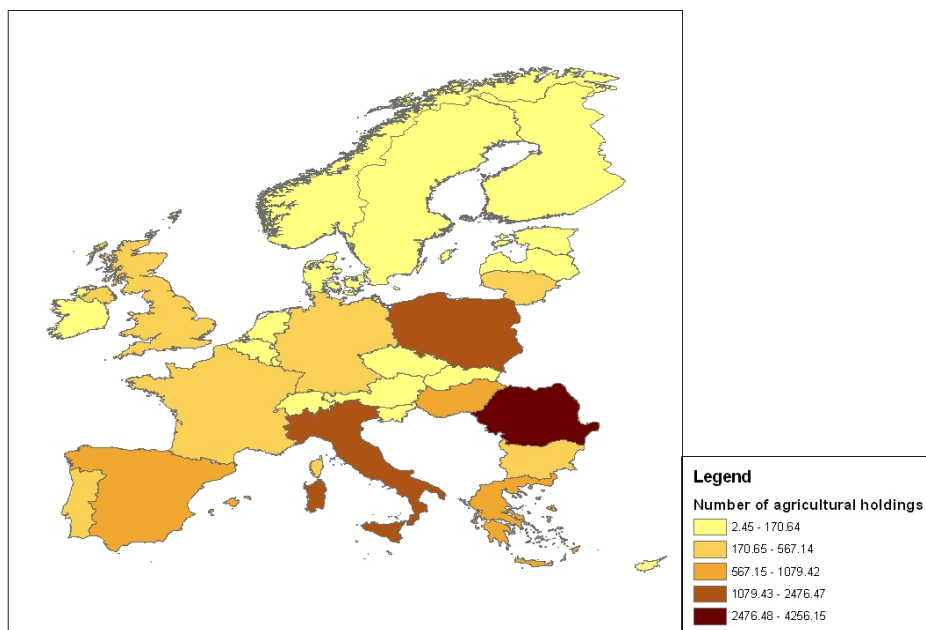 Legend
Number of agricultural holdings
2.45 - 170.64
170.65 - 567.14
567.15 - 1079.42
1079.43 - 2476.47
2476.48 - 4256.15